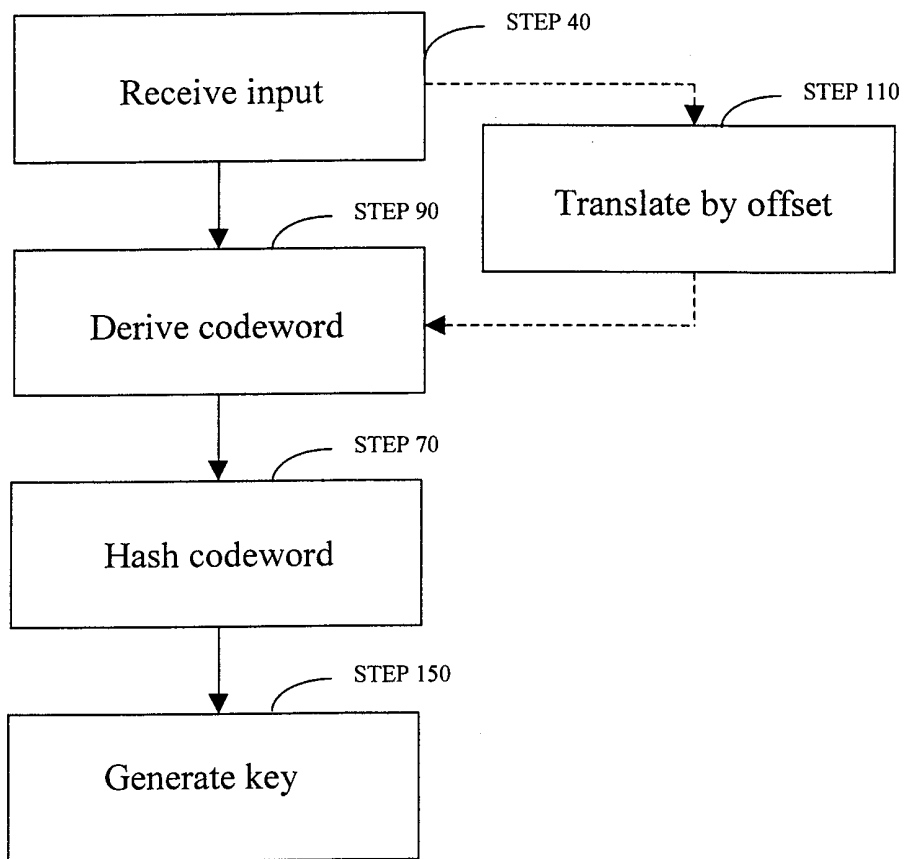 STEP 40
Receive input
STEP 110
Translate by offset
STEP 90
Derive codeword
STEP 70
Hash codeword
STEP 150
Generate key